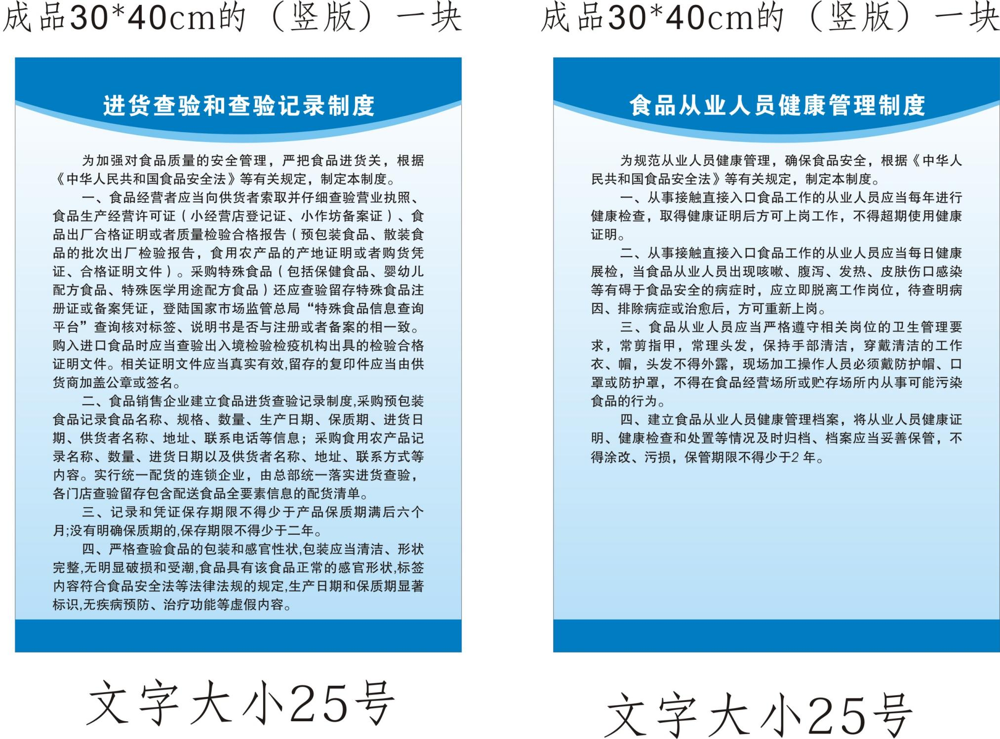 成品30*40cm的（竖版）一块
进货查验和查验记录制度
为加强对食品质量的安全管理，严把食品进货关，根据
《中华人民共和国食品安全法》等有关规定，制定本制度。
一、食品经营者应当向供货者索取并仔细查验营业执照、
食品生产经营许可证（小经营店登记证、小作坊备案证）、食
品出厂合格证明或者质量检验合格报告（预包装食品、散装食
品的批次出厂检验报告，食用农产品的产地证明或者购货凭
证、合格证明文件）。采购特殊食品（包括保健食品、婴幼儿
配方食品、特殊医学用途配方食品）还应查验留存特殊食品注
册证或备案凭证，登陆国家市场监管总局“特殊食品信息查询
平台”查询核对标签、说明书是否与注册或者备案的相一致。
购入进口食品时应当查验出入境检验检疫机构出具的检验合格
证明文件。相关证明文件应当真实有效,留存的复印件应当由供
货商加盖公章或签名。
二、食品销售企业建立食品进货查验记录制度,采购预包装
食品记录食品名称、规格、数量、生产日期、保质期、进货日
期、供货者名称、地址、联系电话等信息；采购食用农产品记
录名称、数量、进货日期以及供货者名称、地址、联系方式等
内容。实行统一配货的连锁企业，由总部统一落实进货查验，
各门店查验留存包含配送食品全要素信息的配货清单。
三、记录和凭证保存期限不得少于产品保质期满后六个
月;没有明确保质期的,保存期限不得少于二年。
四、严格查验食品的包装和感官性状,包装应当清洁、形状
完整,无明显破损和受潮,食品具有该食品正常的感官形状,标签
内容符合食品安全法等法律法规的规定,生产日期和保质期显著
标识,无疾病预防、治疗功能等虚假内容。
文字大小25号
成品30*40cm的（竖版）一块
食品从业人员健康管理制度
为规范从业人员健康管理，确保食品安全，根据《中华人
民共和国食品安全法》等有关规定，制定本制度。
一、从事接触直接入口食品工作的从业人员应当每年进行
健康检查，取得健康证明后方可上岗工作，不得超期使用健康
证明。
二、从事接触直接入口食品工作的从业人员应当每日健康
展检，当食品从业人员出现咳嗽、腹泻、发热、皮肤伤口感染
等有碍于食品安全的病症时，应立即脱离工作岗位，待查明病
因、排除病症或治愈后，方可重新上岗。
三、食品从业人员应当严格遵守相关岗位的卫生管理要
求，常剪指甲，常理头发，保持手部清洁，穿戴清洁的工作
衣、帽，头发不得外露，现场加工操作人员必须戴防护帽、口
罩或防护罩，不得在食品经营场所或贮存场所内从事可能污染
食品的行为。
四、建立食品从业人员健康管理档案，将从业人员健康证
明、健康检查和处置等情况及时归档、档案应当妥善保管，不
得涂改、污损，保管期限不得少于2 年。
文字大小25号